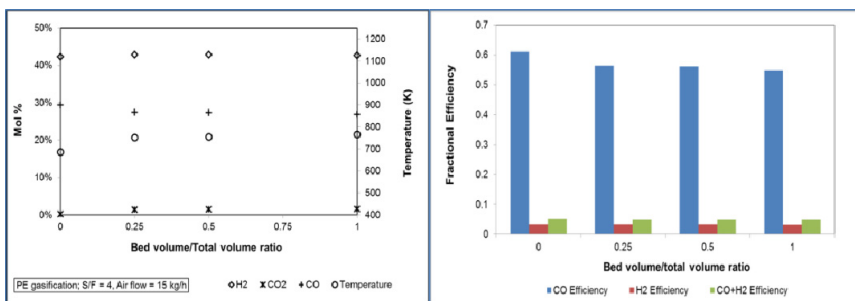 50%
40%
30%
20%
10%
0%
Mol %
1200
1100
1000
900
800
700
600
500
400
Temperature (K)
0 0.25 0.5 0.75 1
Bed volume/Total volume ratio
PE gasification; S/F = 4, Air flow = 15 kg/h
H2 CO2 CO Temperature
0.7
0.6
0.5
0.4
0.3
0.2
0.1
0
Fractional Efficiency
0 0.25 0.5 1
Bed volume/total volume ratio
CO Efficiency H2 Efficiency CO+H2 Efficiency